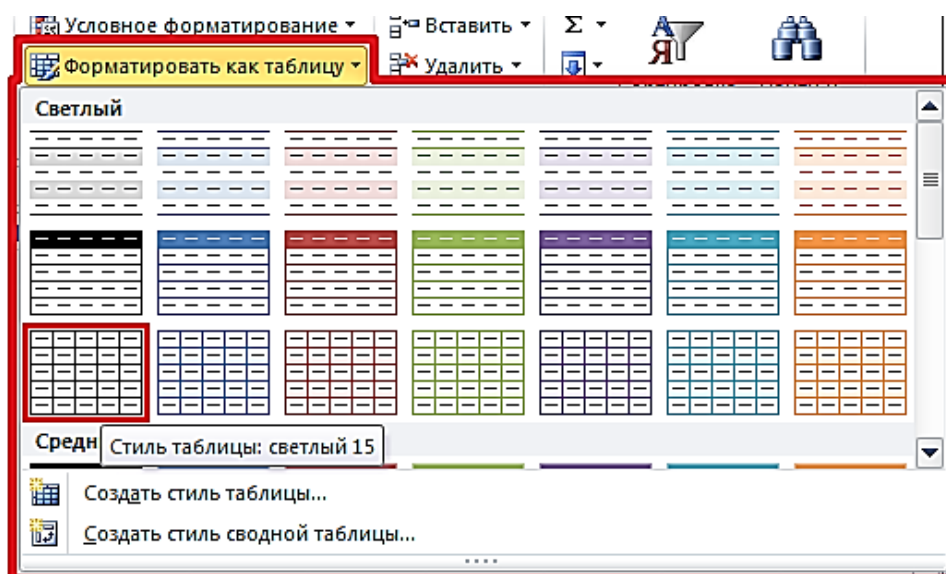 Условное форматирование
Вставить
Σ
Форматировать как таблицу
Удалить
АЯ
Светлый
Средн
Стиль таблицы: светлый 15
Создать стиль таблицы...
Создать стиль сводной таблицы...